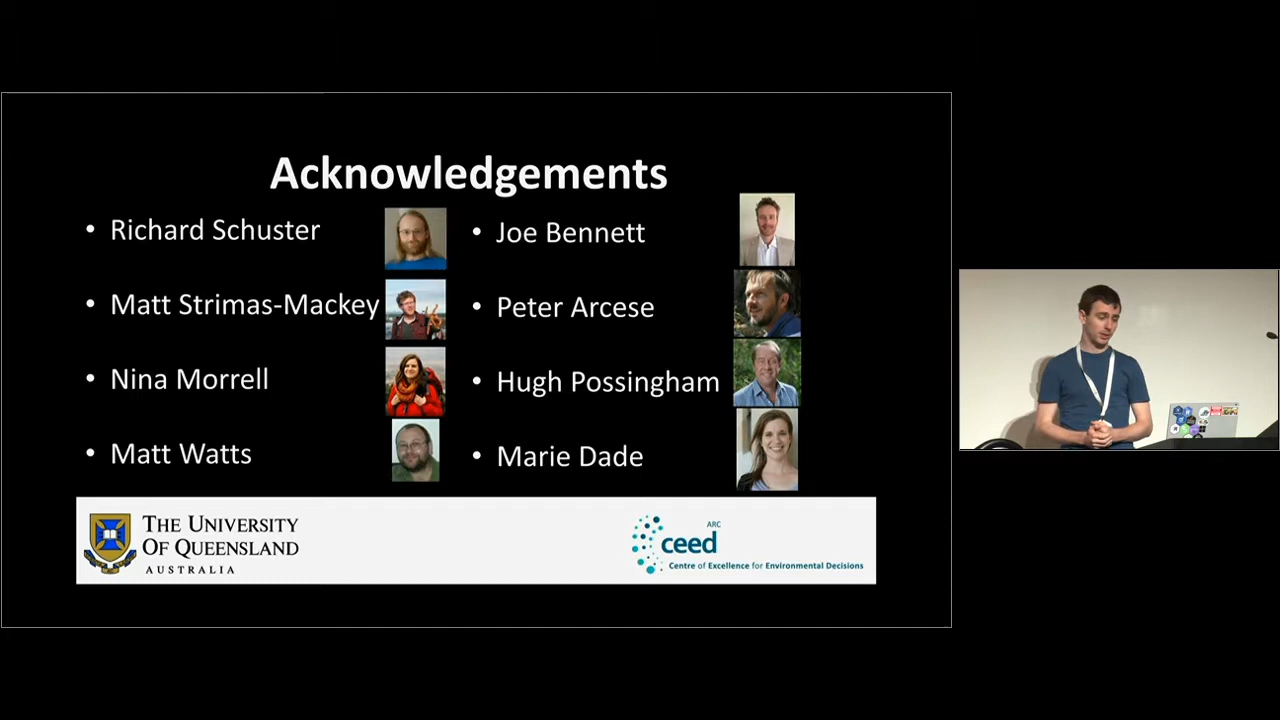 Acknowledgements
• Richard Schuster
• Matt Strimas-Mackey
• Nina Morrell
• Matt Watts
• Joe Bennett
• Peter Arcese
• Hugh Possingham
• Marie Dade
THE UNIVERSITY
OF QUEENSLAND
AUSTRALIA
ARC
ceed
Centre of Excellence for Environmental Decisions